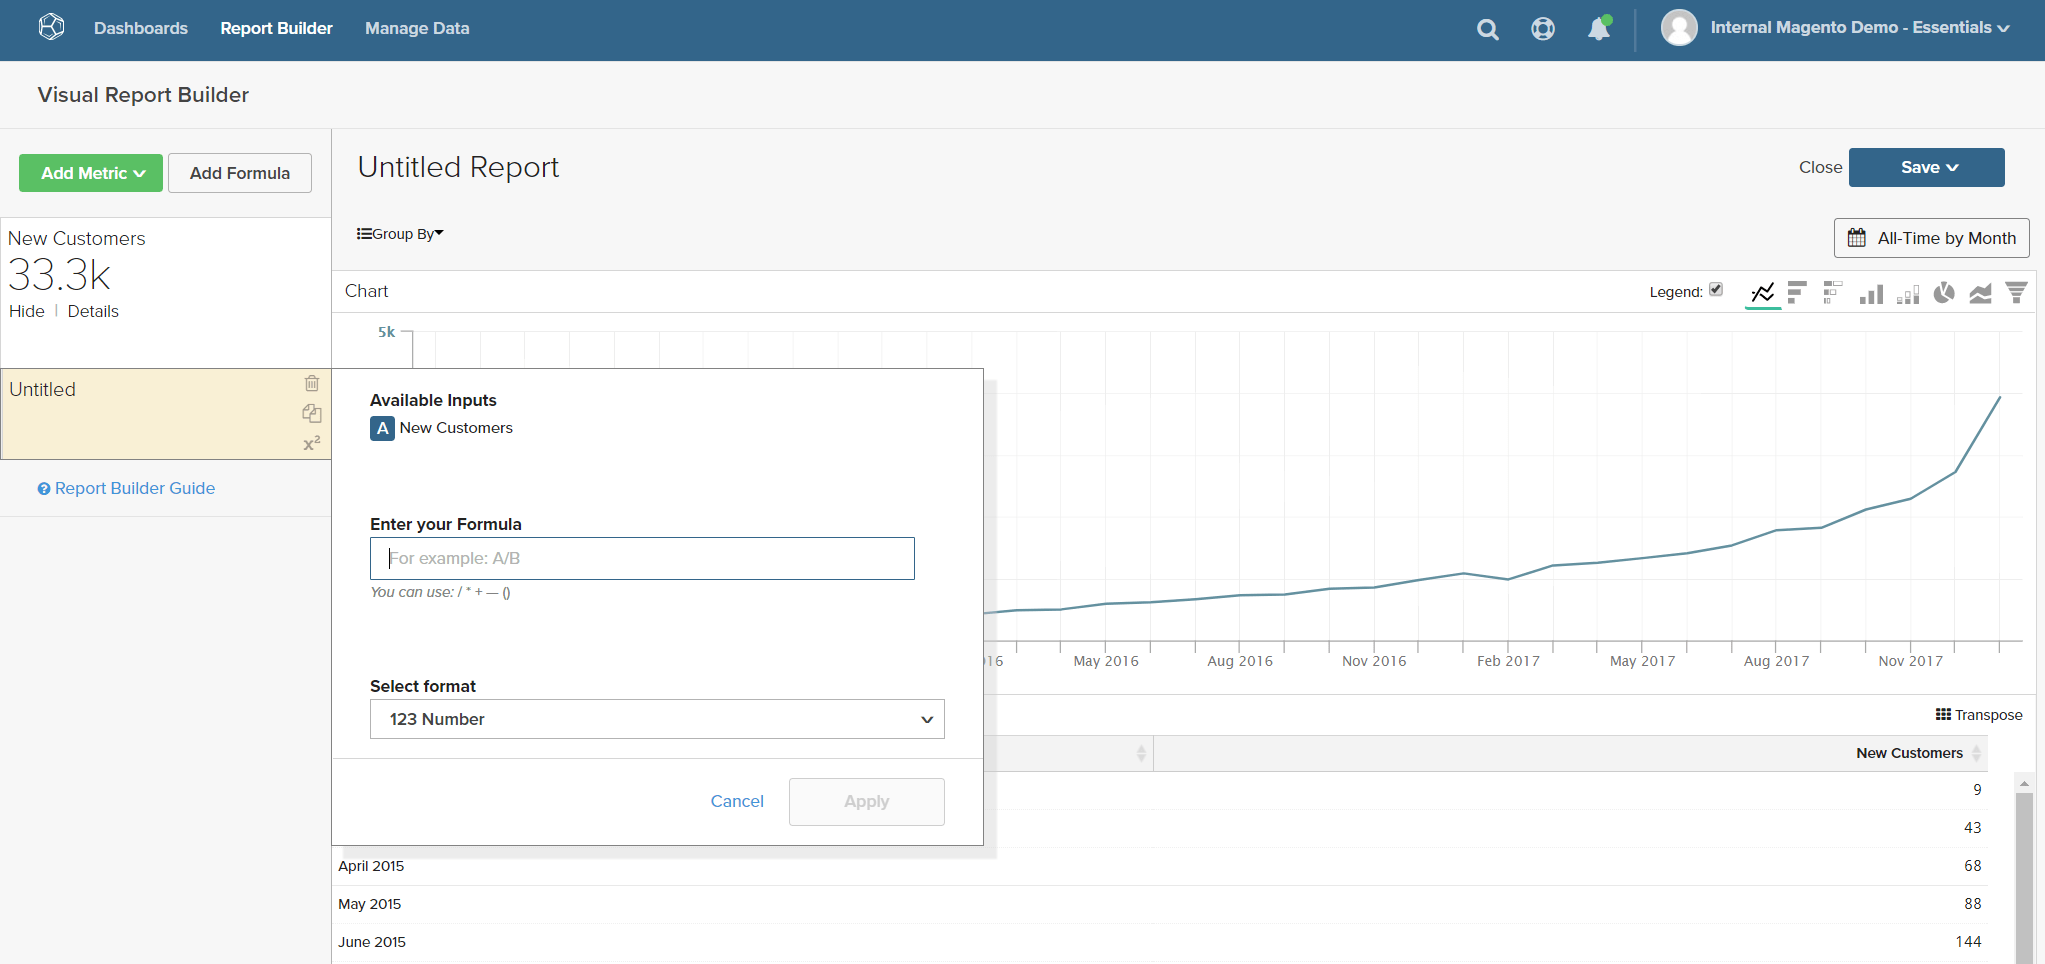 Dashboards Report Builder Manage Data Internal Magento Demo - Essentials
Visual Report Builder
Add Metric Add Formula
Untitled Report
Close Save
New Customers
33.3k
Hide Details
Group By
All-Time by Month
Chart
Legend:
5k
Untitled
x²
Report Builder Guide
Available Inputs
A New Customers
Enter your Formula
For example: A/B
You can use: / * + — ()
Select format
123 Number
Cancel Apply
16 May 2016 Aug 2016 Nov 2016 Feb 2017 May 2017 Aug 2017 Nov 2017
Transpose
New Customers
9
43
April 2015 68
May 2015 88
June 2015 144